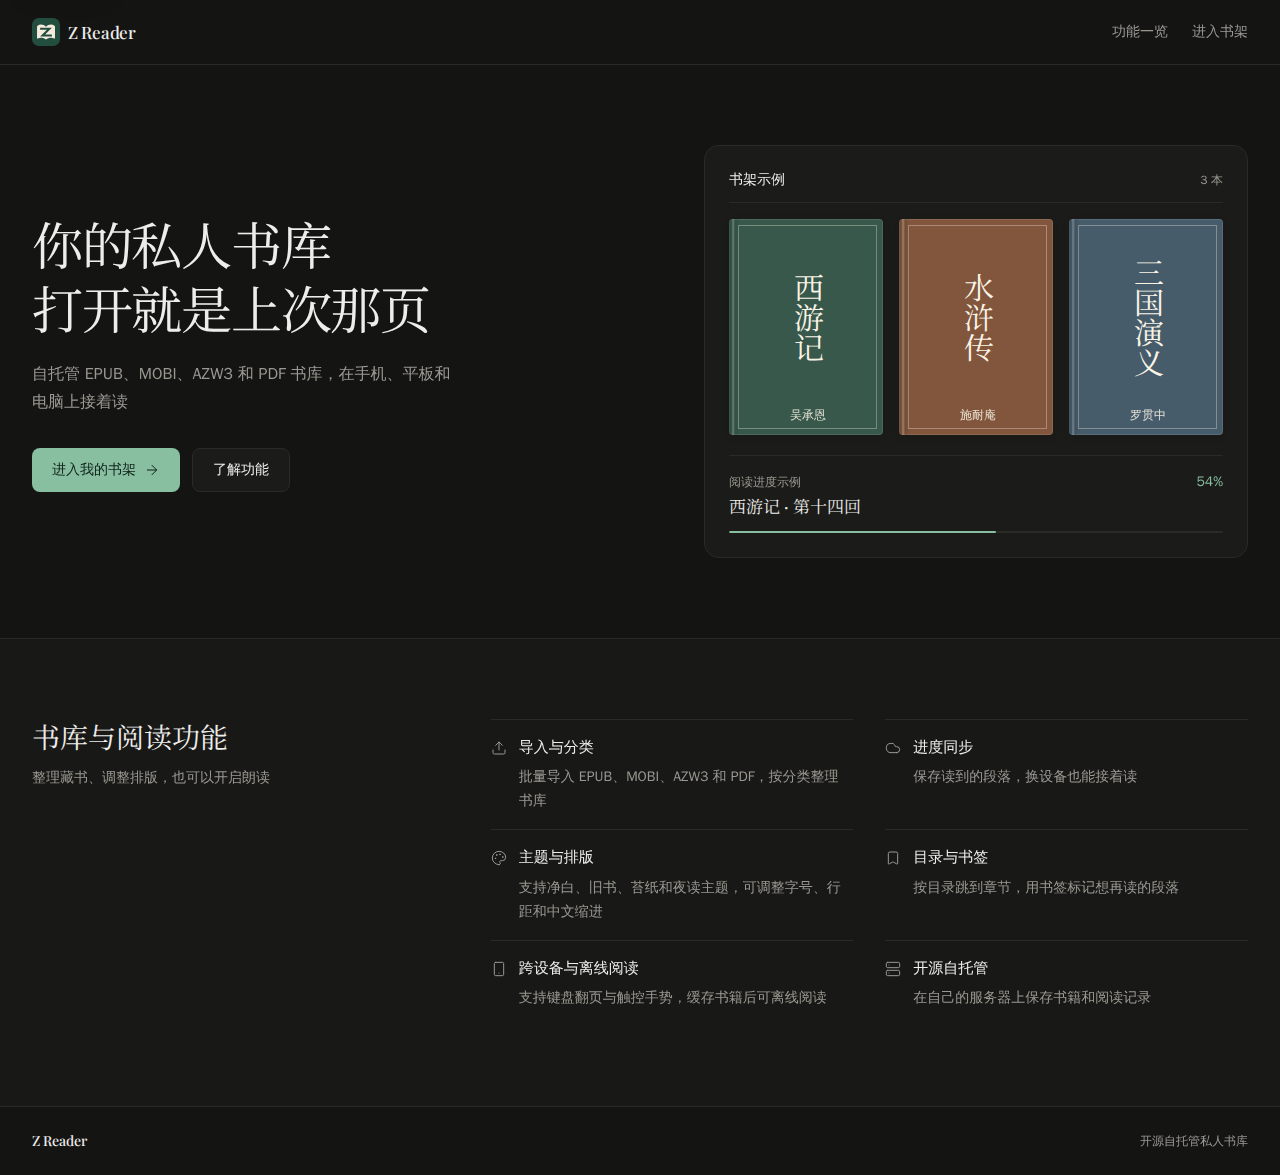 Z Reader
功能一览
进入书架
你的私人书库
打开就是上次那页
自托管 EPUB、MOBI、AZW3 和 PDF 书库，在手机、平板和
电脑上接着读
进入我的书架
了解功能
书架示例
3 本
西游记
吴承恩
水浒传
施耐庵
三国演义
罗贯中
阅读进度示例
54%
西游记 · 第十四回
书库与阅读功能
整理藏书、调整排版，也可以开启朗读
导入与分类
批量导入 EPUB、MOBI、AZW3 和 PDF，按分类整理
书库
进度同步
保存读到的段落，换设备也能接着读
主题与排版
支持净白、旧书、苔纸和夜读主题，可调整字号、行
距和中文缩进
目录与书签
按目录跳到章节，用书签标记想再读的段落
跨设备与离线阅读
支持键盘翻页与触控手势，缓存书籍后可离线阅读
开源自托管
在自己的服务器上保存书籍和阅读记录
Z Reader
开源自托管私人书库